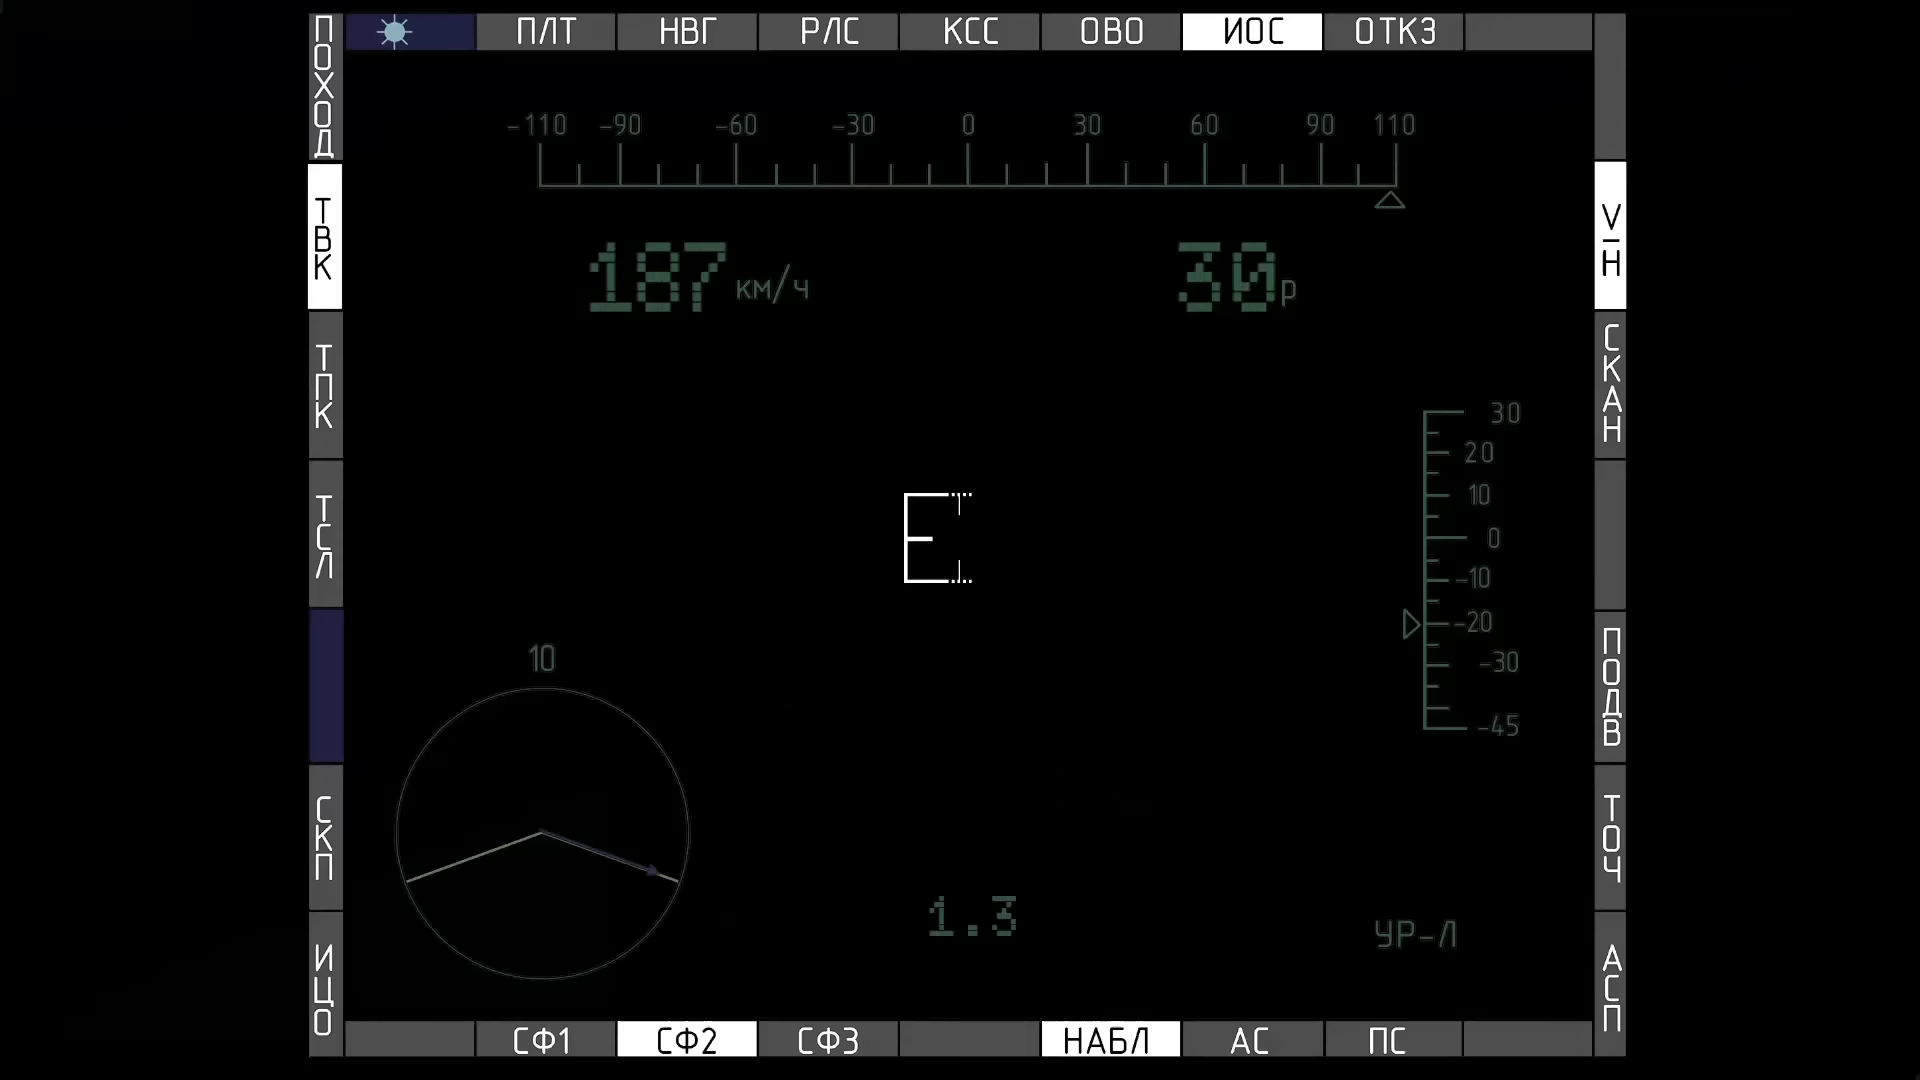 ПЛТ НВГ РЛС КСС ОВО ИОС ОТКЗ
ПОХОД
ТВК
ТПК
ТСЛ
СКП
ИЦО
-110 -90 -60 -30 0 30 60 90 110
187 км/ч
30р
30
20
10
0
-10
-20
-30
-45
10
1.3
УР-Л
V-H
СКАН
ПОДВ
ТОЧ
АСП
СФ1 СФ2 СФ3 НАБЛ АС ПС